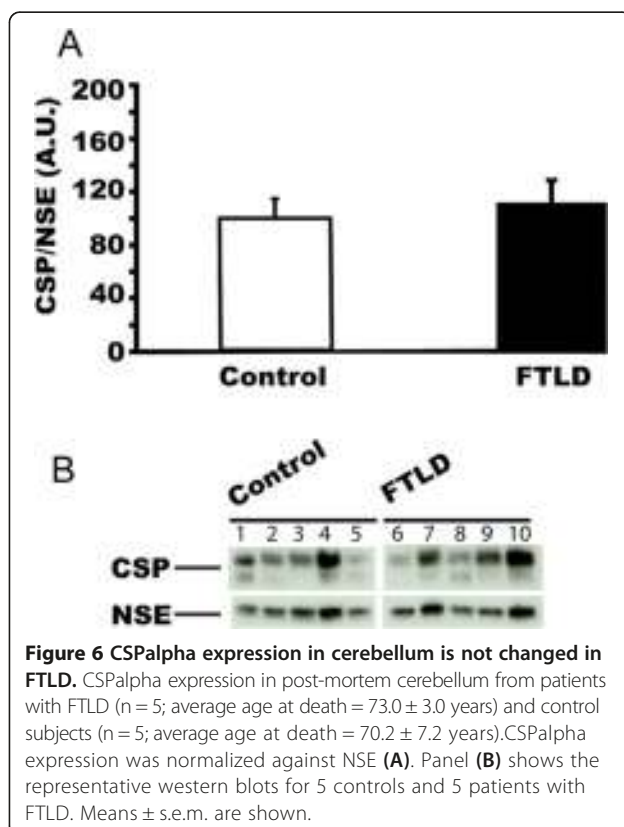 A
CSP/NSE (A.U.)
200
160
120
80
40
0
Control FTLD
B
Control FTLD
1 2 3 4 5 6 7 8 9 10
CSP
NSE
Figure 6 CSPalpha expression in cerebellum is not changed in
FTLD. CSPalpha expression in post-mortem cerebellum from patients
with FTLD (n = 5; average age at death = 73.0 ± 3.0 years) and control
subjects (n = 5; average age at death = 70.2 ± 7.2 years).CSPalpha
expression was normalized against NSE (A). Panel (B) shows the
representative western blots for 5 controls and 5 patients with
FTLD. Means ± s.e.m. are shown.